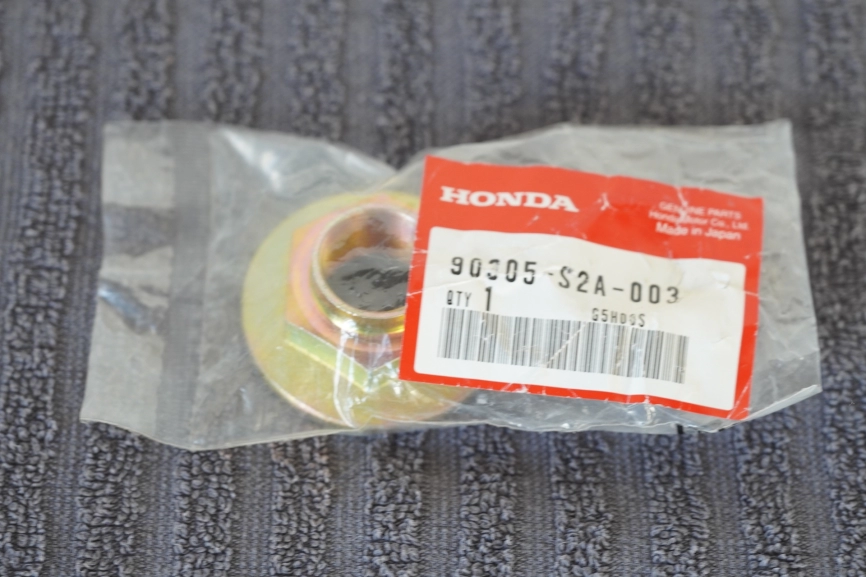 HONDA
GENUINE PARTS
Honda Motor Co., Ltd.
Made in Japan
90305-S2A-003
QTY 1
G5H00S